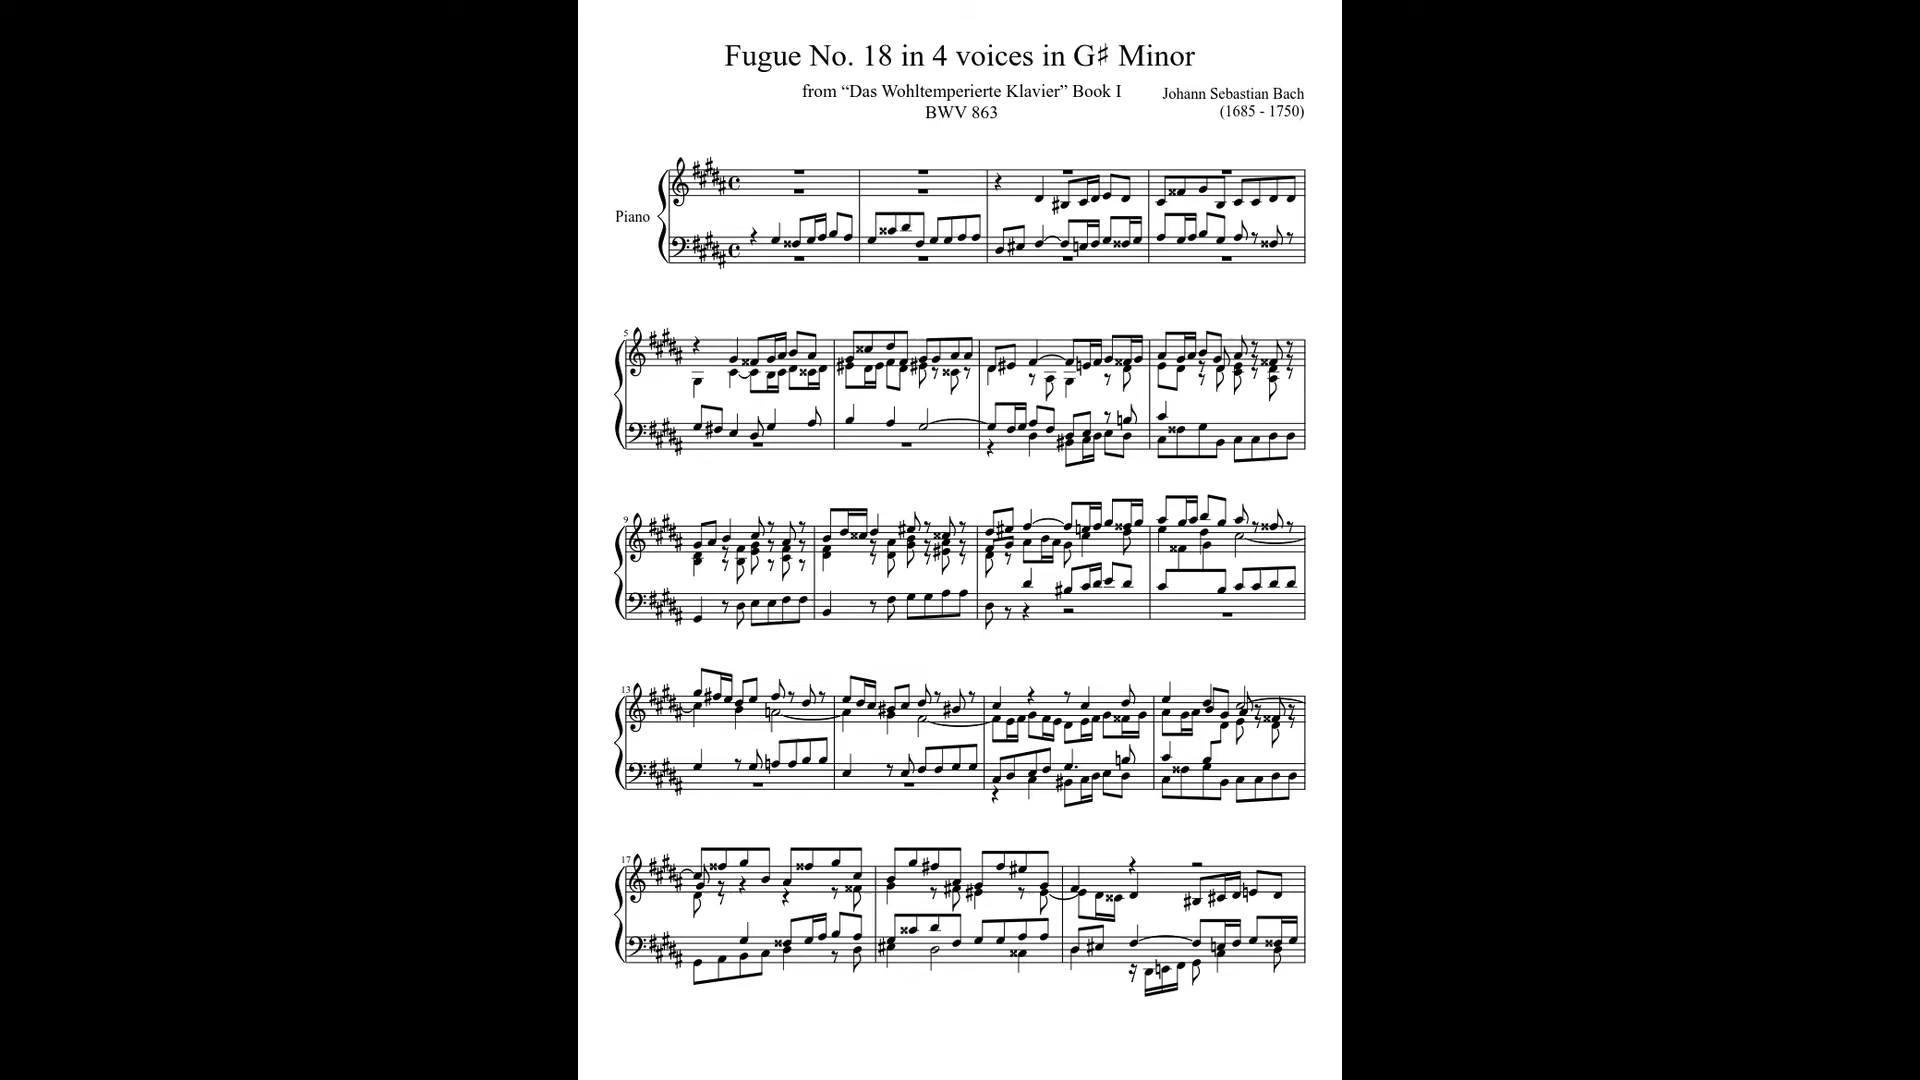 Fugue No. 18 in 4 voices in G♯ Minor
from “Das Wohltemperierte Klavier” Book I
BWV 863
Johann Sebastian Bach
(1685 - 1750)
Piano
5
9
13
17